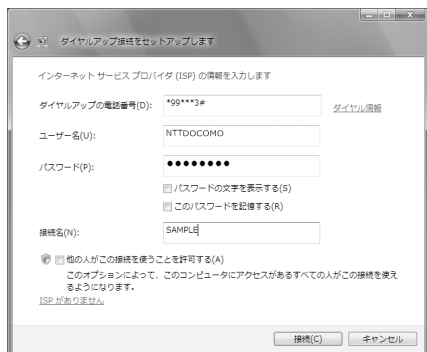 ダイヤルアップ接続をセットアップします
インターネット サービス プロバイダ (ISP) の情報を入力します
ダイヤルアップの電話番号(D): *99***3# ダイヤル情報
ユーザー名(U): NTTDOCOMO
パスワード(P): ●●●●●●●●
パスワードの文字を表示する(S)
このパスワードを記憶する(R)
接続名(N): SAMPLE
他の人がこの接続を使うことを許可する(A)
このオプションによって、このコンピュータにアクセスがあるすべての人がこの接続を使え
るようになります。
ISP がありません
接続(C) キャンセル